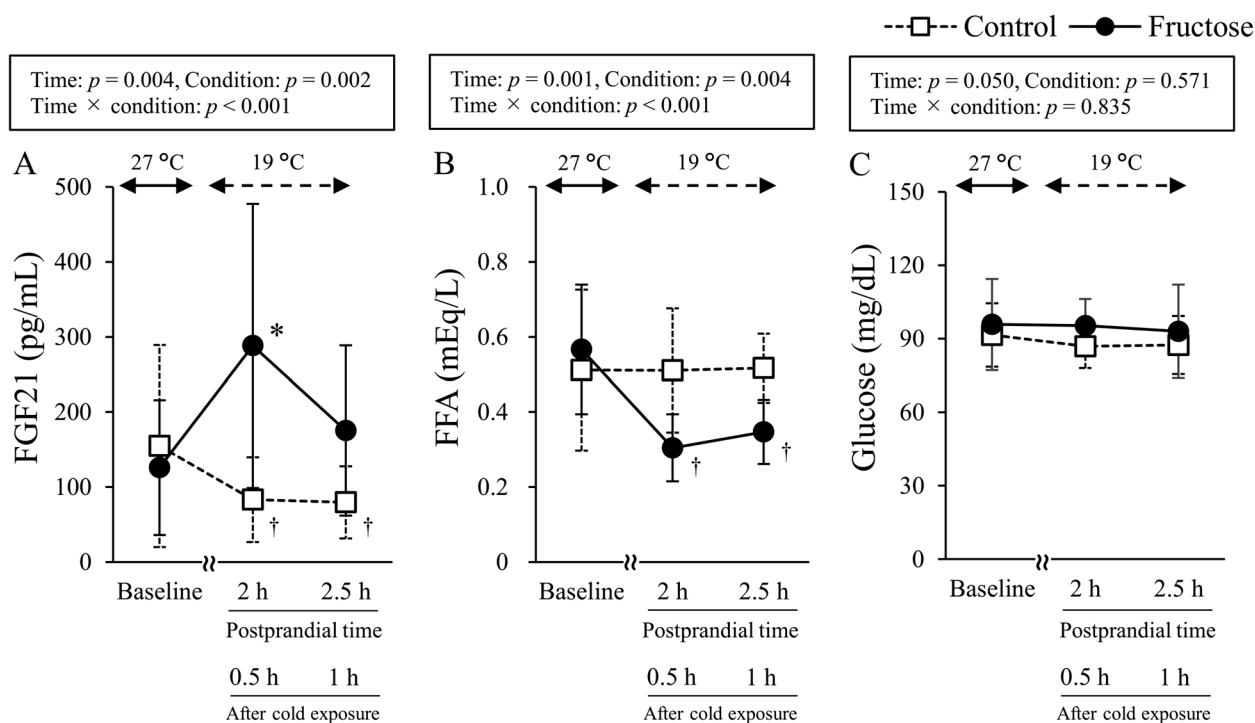 Control Fructose
Time: p = 0.004, Condition: p = 0.002
Time × condition: p < 0.001
Time: p = 0.001, Condition: p = 0.004
Time × condition: p < 0.001
Time: p = 0.050, Condition: p = 0.571
Time × condition: p = 0.835
A
27 °C 19 °C
FGF21 (pg/mL)
500
400
300
200
100
0
*
†
†
Baseline 2 h 2.5 h
Postprandial time
0.5 h 1 h
After cold exposure
B
27 °C 19 °C
FFA (mEq/L)
1.0
0.8
0.6
0.4
0.2
0.0
†
†
Baseline 2 h 2.5 h
Postprandial time
0.5 h 1 h
After cold exposure
C
27 °C 19 °C
Glucose (mg/dL)
150
120
90
60
30
0
Baseline 2 h 2.5 h
Postprandial time
0.5 h 1 h
After cold exposure